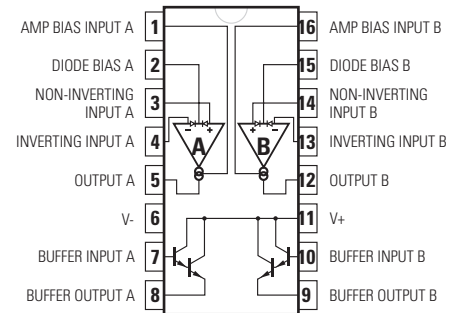 AMP BIAS INPUT A 1 16 AMP BIAS INPUT B
DIODE BIAS A 2 15 DIODE BIAS B
NON-INVERTING
INPUT A 3 14 NON-INVERTING
INPUT B
INVERTING INPUT A 4 13 INVERTING INPUT B
- + + -
A B
OUTPUT A 5 12 OUTPUT B
V- 6 11 V+
BUFFER INPUT A 7 10 BUFFER INPUT B
BUFFER OUTPUT A 8 9 BUFFER OUTPUT B